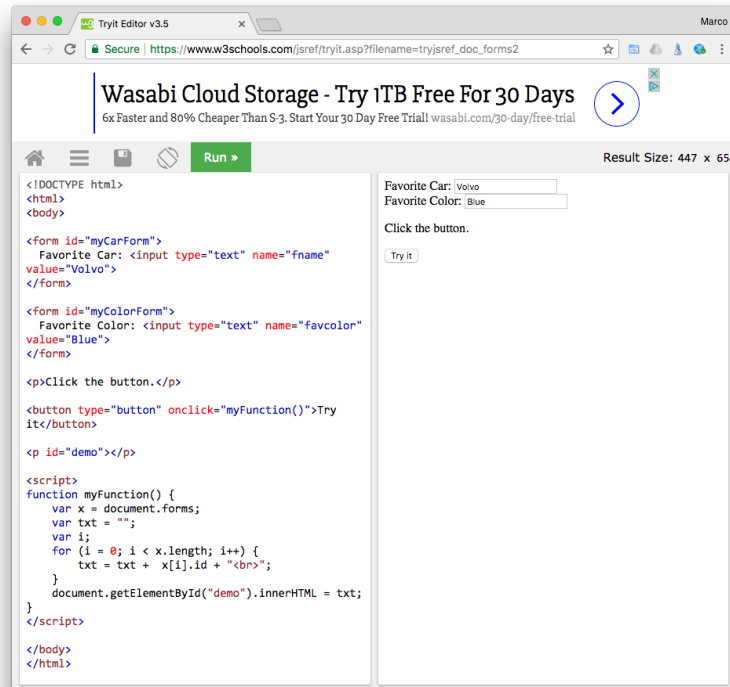 Tryit Editor v3.5
Marco
Secure | https://www.w3schools.com/jsref/tryit.asp?filename=tryjsref_doc_forms2
Wasabi Cloud Storage - Try 1TB Free For 30 Days
6x Faster and 80% Cheaper Than S-3. Start Your 30 Day Free Trial! wasabi.com/30-day/free-trial
Run »
Result Size: 447 x 65
<!DOCTYPE html>
<html>
<body>
<form id="myCarForm">
  Favorite Car: <input type="text" name="fname"
value="Volvo">
</form>
<form id="myColorForm">
  Favorite Color: <input type="text" name="favcolor"
value="Blue">
</form>
<p>Click the button.</p>
<button type="button" onclick="myFunction()">Try
it</button>
<p id="demo"></p>
<script>
function myFunction() {
    var x = document.forms;
    var txt = "";
    var i;
    for (i = 0; i < x.length; i++) {
        txt = txt +  x[i].id + "<br>";
    }
    document.getElementById("demo").innerHTML = txt;
}
</script>
</body>
</html>
Favorite Car: Volvo
Favorite Color: Blue
Click the button.
Try it